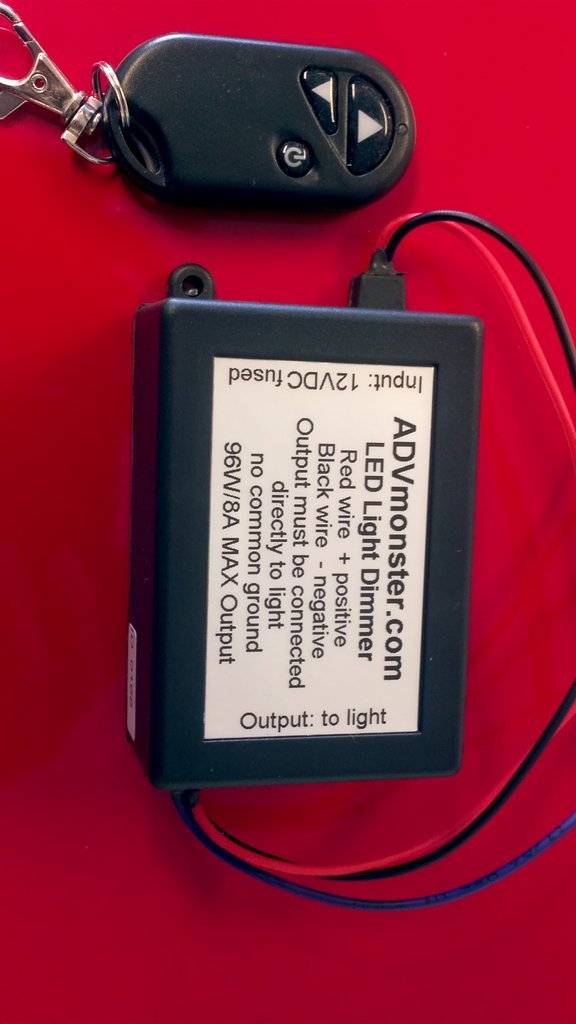 Input: 12VDC fused
ADVmonster.com
LED Light Dimmer
Red wire + positive
Black wire - negative
Output must be connected
directly to light
no common ground
96W/8A MAX Output
Output: to light